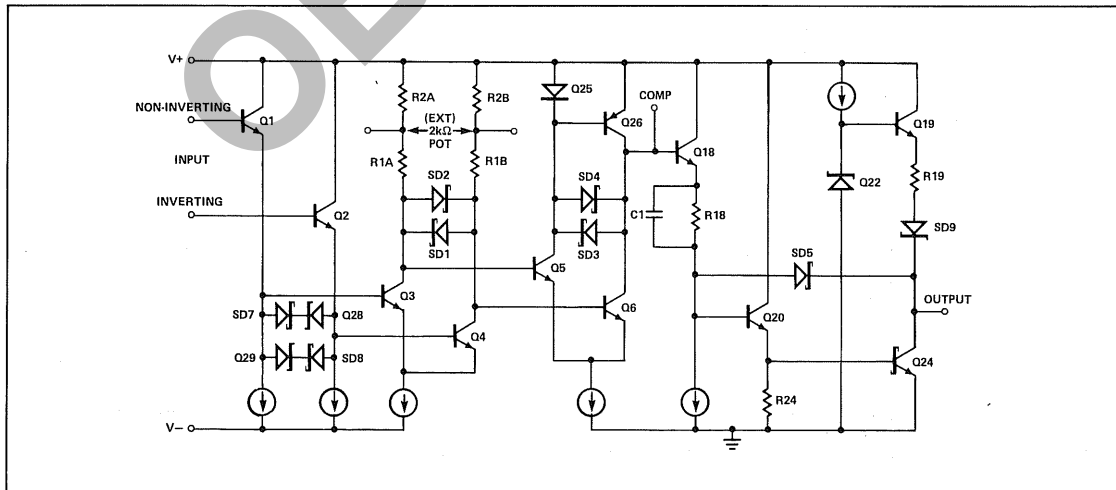 OB
V+
R2A
R2B
Q25
NON-INVERTING
Q1
(EXT)
2kΩ
POT
Q26
COMP
Q19
Q18
INPUT
R1A
R1B
Q22
R19
SD2
SD4
INVERTING
Q2
C1
R18
SD9
SD1
SD3
SD5
Q5
Q3
OUTPUT
SD7
Q28
Q6
Q20
Q4
Q24
Q29
SD8
R24
V−